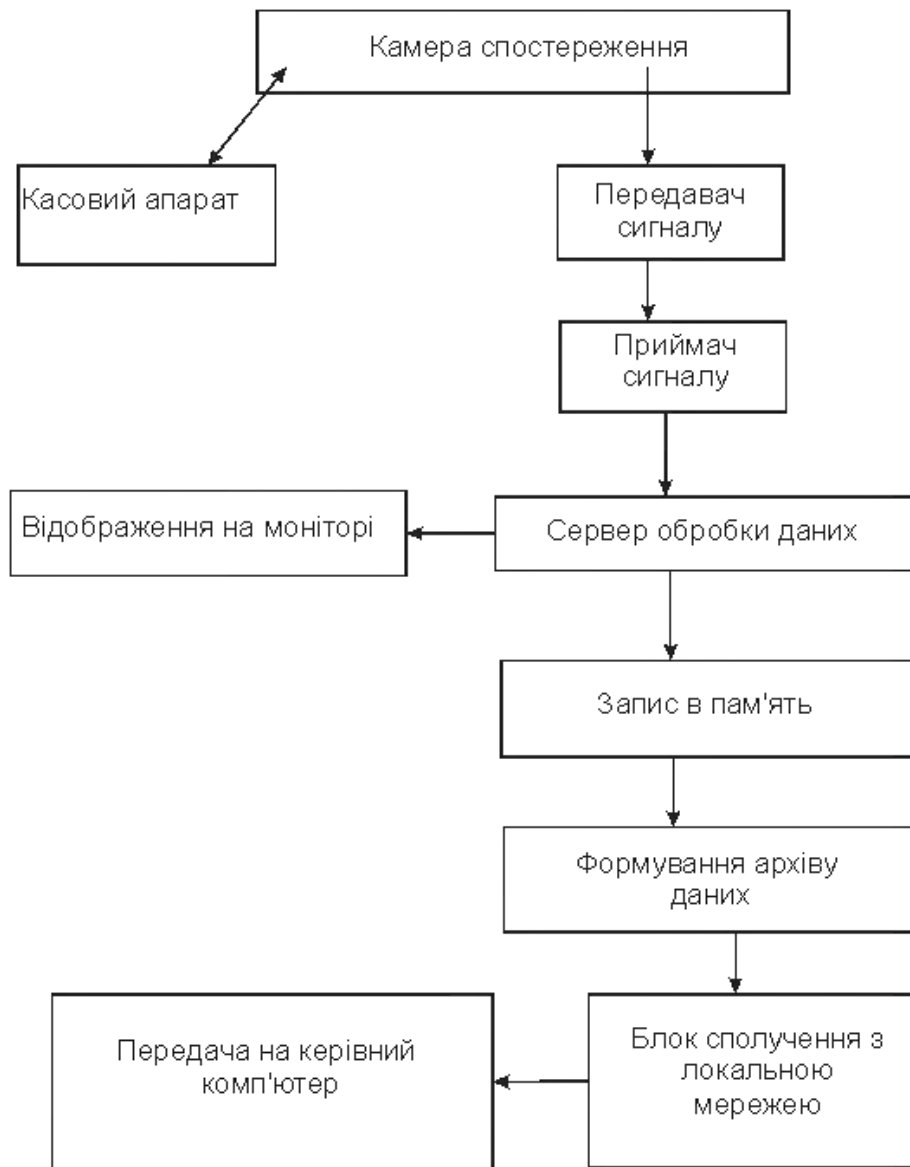 Камера спостереження
Касовий апарат
Передавач
сигналу
Приймач
сигналу
Відображення на моніторі
Сервер обробки даних
Запис в пам'ять
Формування архіву
даних
Передача на керівний
комп'ютер
Блок сполучення з
локальною
мережею